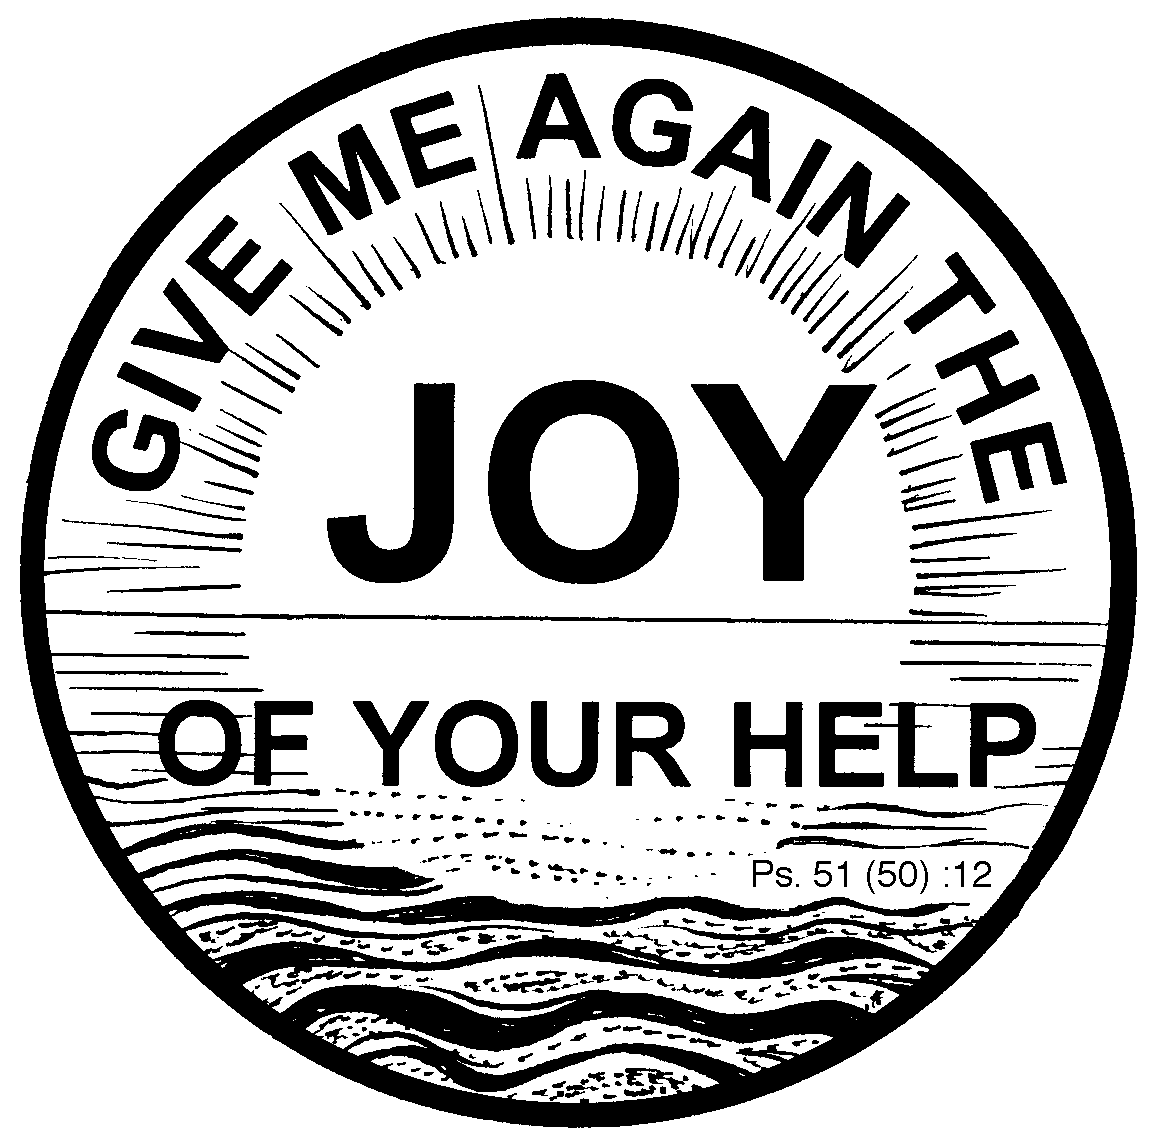 GIVE ME AGAIN THE
JOY
OF YOUR HELP
Ps. 51 (50) :12